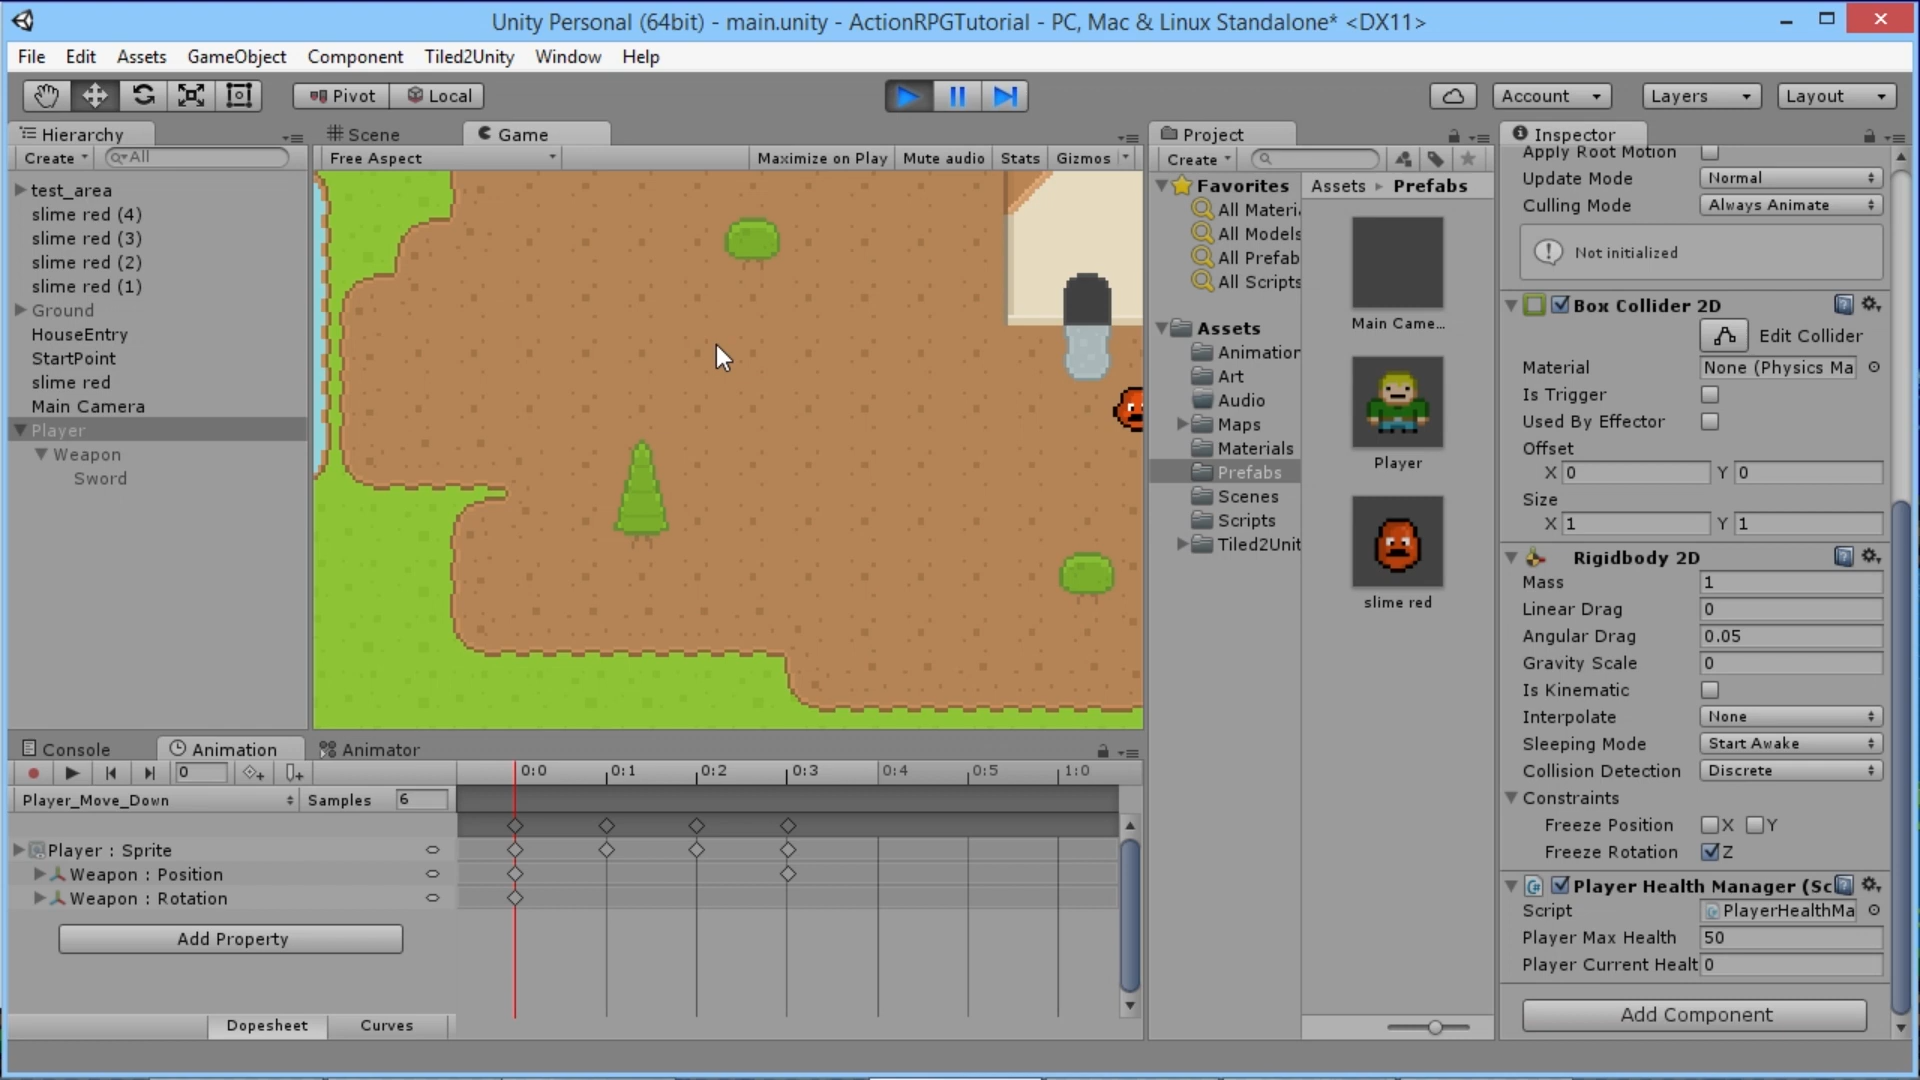 Unity Personal (64bit) - main.unity - ActionRPGTutorial - PC, Mac & Linux Standalone* <DX11>
File Edit Assets GameObject Component Tiled2Unity Window Help
Pivot Local Account Layers Layout
Hierarchy
Create All
test_area
slime red (4)
slime red (3)
slime red (2)
slime red (1)
Ground
HouseEntry
StartPoint
slime red
Main Camera
Player
Weapon
Sword
Scene Game
Free Aspect Maximize on Play Mute audio Stats Gizmos
Project
Create
Favorites
All Materi
All Models
All Prefab
All Scripts
Assets
Animation
Art
Audio
Maps
Materials
Prefabs
Scenes
Scripts
Tiled2Unit
Assets Prefabs
Main Came...
Player
slime red
Inspector
Apply Root Motion
Update Mode Normal
Culling Mode Always Animate
Not initialized
Box Collider 2D
Edit Collider
Material None (Physics Ma
Is Trigger
Used By Effector
Offset
X 0 Y 0
Size
X 1 Y 1
Rigidbody 2D
Mass 1
Linear Drag 0
Angular Drag 0.05
Gravity Scale 0
Is Kinematic
Interpolate None
Sleeping Mode Start Awake
Collision Detection Discrete
Constraints
Freeze Position X Y
Freeze Rotation Z
Player Health Manager (Sc
Script PlayerHealthMa
Player Max Health 50
Player Current Healt 0
Add Component
Console Animation Animator
0 0:0 0:1 0:2 0:3 0:4 0:5 1:0
Player_Move_Down Samples 6
Player : Sprite
Weapon : Position
Weapon : Rotation
Add Property
Dopesheet Curves